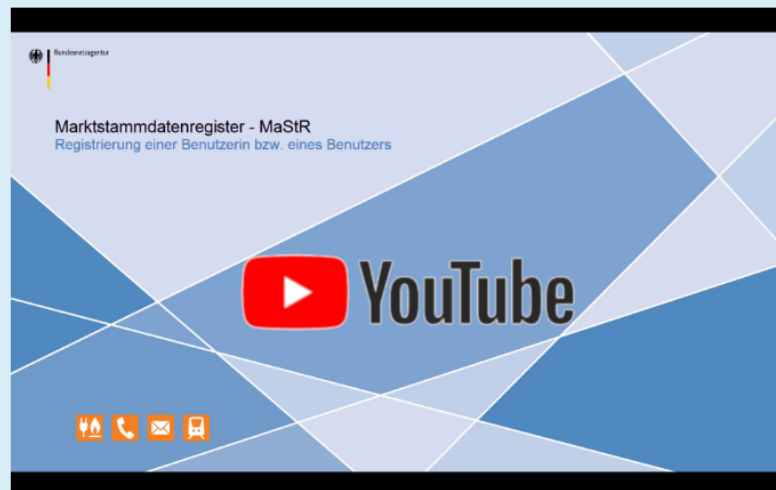 Bundesnetzagentur
Marktstammdatenregister - MaStR
Registrierung einer Benutzerin bzw. eines Benutzers
YouTube